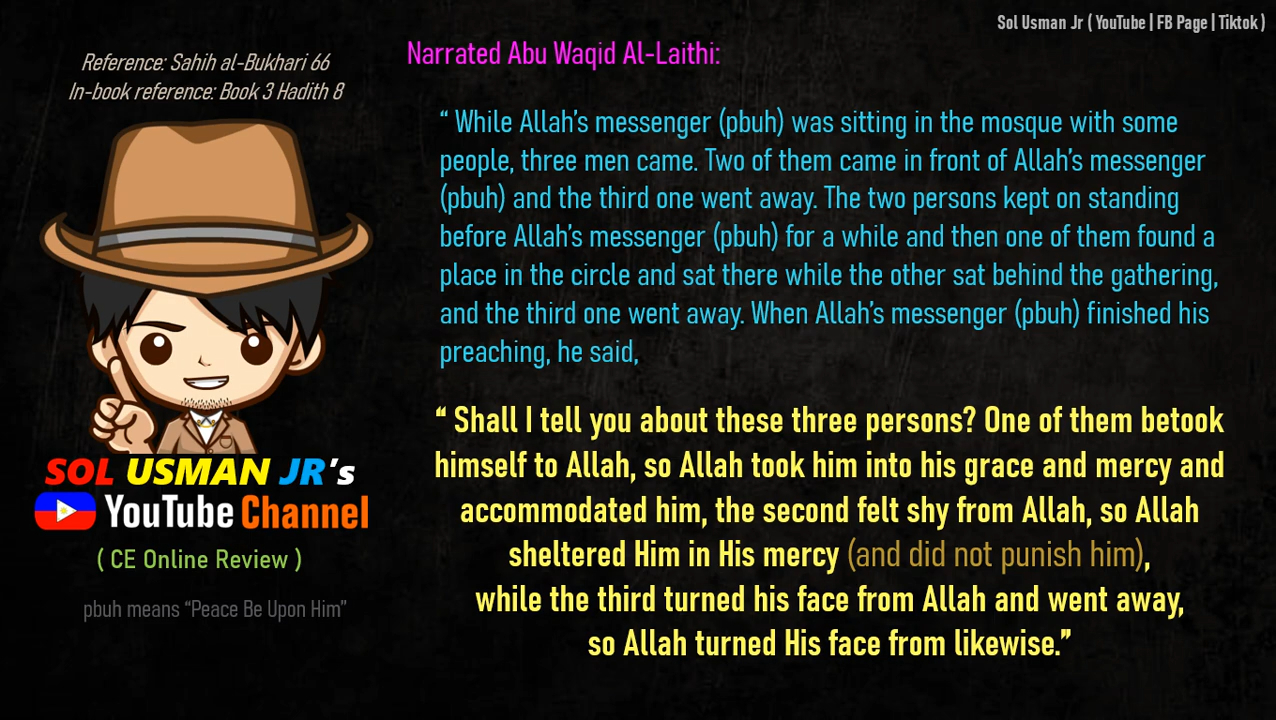 Sol Usman Jr ( YouTube | FB Page | Tiktok )
Reference: Sahih al-Bukhari 66
In-book reference: Book 3 Hadith 8
SOL USMAN JR's
YouTube Channel
( CE Online Review )
pbuh means “Peace Be Upon Him”
Narrated Abu Waqid Al-Laithi:
“ While Allah’s messenger (pbuh) was sitting in the mosque with some
people, three men came. Two of them came in front of Allah’s messenger
(pbuh) and the third one went away. The two persons kept on standing
before Allah’s messenger (pbuh) for a while and then one of them found a
place in the circle and sat there while the other sat behind the gathering,
and the third one went away. When Allah’s messenger (pbuh) finished his
preaching, he said,
“ Shall I tell you about these three persons? One of them betook
himself to Allah, so Allah took him into his grace and mercy and
accommodated him, the second felt shy from Allah, so Allah
sheltered Him in His mercy (and did not punish him),
while the third turned his face from Allah and went away,
so Allah turned His face from likewise.”